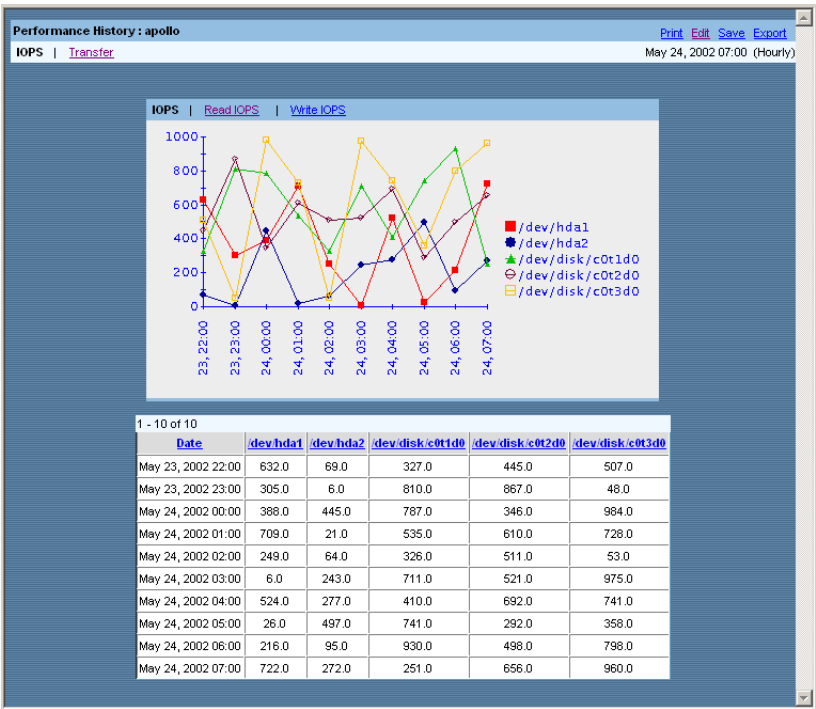 Performance History : apollo Print Edit Save Export
IOPS | Transfer May 24, 2002 07:00 (Hourly)
IOPS | Read IOPS | Write IOPS
1000
800
600
400
200
0
/dev/hda1
/dev/hda2
/dev/disk/c0t1d0
/dev/disk/c0t2d0
/dev/disk/c0t3d0
23, 22:00
23, 23:00
24, 00:00
24, 01:00
24, 02:00
24, 03:00
24, 04:00
24, 05:00
24, 06:00
24, 07:00
1 - 10 of 10
Date /dev/hda1 /dev/hda2 /dev/disk/c0t1d0 /dev/disk/c0t2d0 /dev/disk/c0t3d0
May 23, 2002 22:00 632.0 69.0 327.0 445.0 507.0
May 23, 2002 23:00 305.0 6.0 810.0 867.0 48.0
May 24, 2002 00:00 388.0 445.0 787.0 346.0 984.0
May 24, 2002 01:00 709.0 21.0 535.0 610.0 728.0
May 24, 2002 02:00 249.0 64.0 326.0 511.0 53.0
May 24, 2002 03:00 6.0 243.0 711.0 521.0 975.0
May 24, 2002 04:00 524.0 277.0 410.0 692.0 741.0
May 24, 2002 05:00 26.0 497.0 741.0 292.0 358.0
May 24, 2002 06:00 216.0 95.0 930.0 498.0 798.0
May 24, 2002 07:00 722.0 272.0 251.0 656.0 960.0